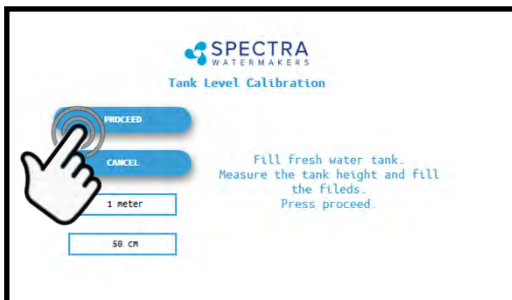 SPECTRA
WATERMAKERS
Tank Level Calibration
PROCEED
CANCEL
1 meter
50 cm
Fill fresh water tank.
Measure the tank height and fill
the fileds.
Press proceed.